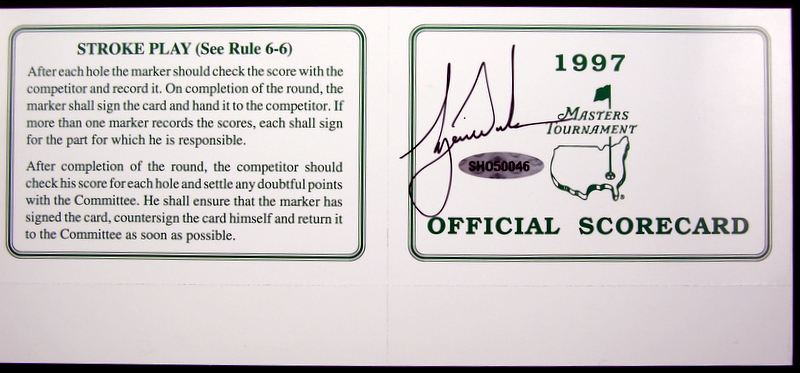 STROKE PLAY (See Rule 6-6)
After each hole the marker should check the score with the
competitor and record it. On completion of the round, the
marker shall sign the card and hand it to the competitor. If
more than one marker records the scores, each shall sign
for the part for which he is responsible.
After completion of the round, the competitor should
check his score for each hole and settle any doubtful points
with the Committee. He shall ensure that the marker has
signed the card, countersign the card himself and return it
to the Committee as soon as possible.
1997
MASTERS
TOURNAMENT
SHO50046
OFFICIAL SCORECARD